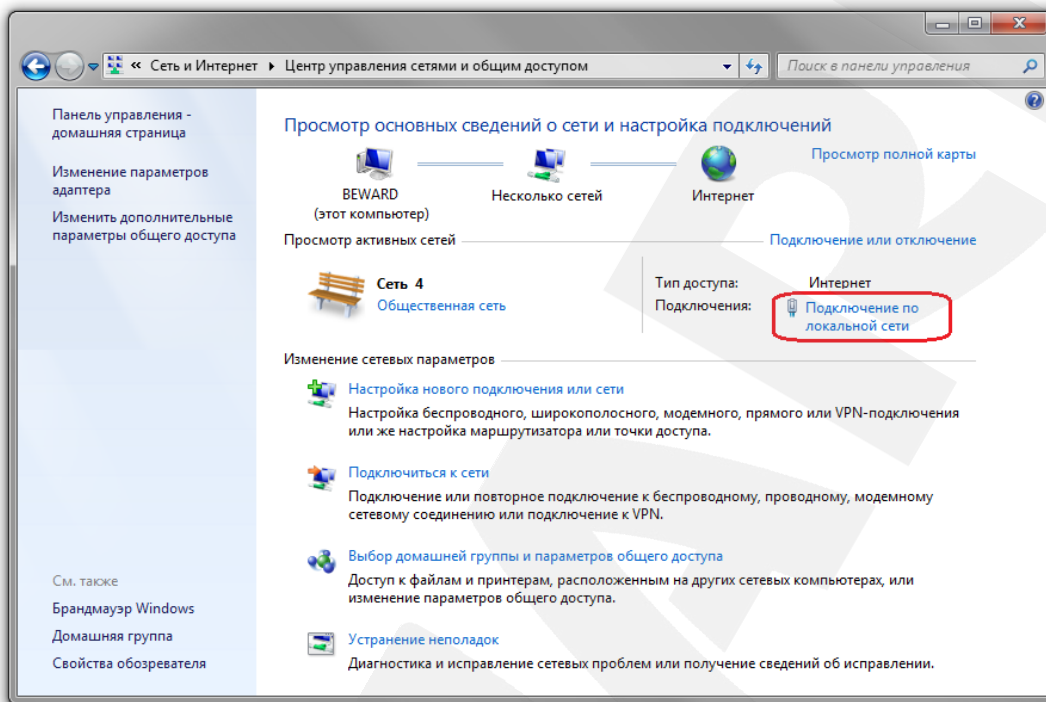 « Сеть и Интернет ▸ Центр управления сетями и общим доступом
Поиск в панели управления
Панель управления -
домашняя страница
Изменение параметров
адаптера
Изменить дополнительные
параметры общего доступа
См. также
Брандмауэр Windows
Домашняя группа
Свойства обозревателя
Просмотр основных сведений о сети и настройка подключений
Просмотр полной карты
BEWARD
(этот компьютер)
Несколько сетей
Интернет
Просмотр активных сетей
Подключение или отключение
Сеть 4
Общественная сеть
Тип доступа: Интернет
Подключения: Подключение по
локальной сети
Изменение сетевых параметров
Настройка нового подключения или сети
Настройка беспроводного, широкополосного, модемного, прямого или VPN-подключения
или же настройка маршрутизатора или точки доступа.
Подключиться к сети
Подключение или повторное подключение к беспроводному, проводному, модемному
сетевому соединению или подключение к VPN.
Выбор домашней группы и параметров общего доступа
Доступ к файлам и принтерам, расположенным на других сетевых компьютерах, или
изменение параметров общего доступа.
Устранение неполадок
Диагностика и исправление сетевых проблем или получение сведений об исправлении.